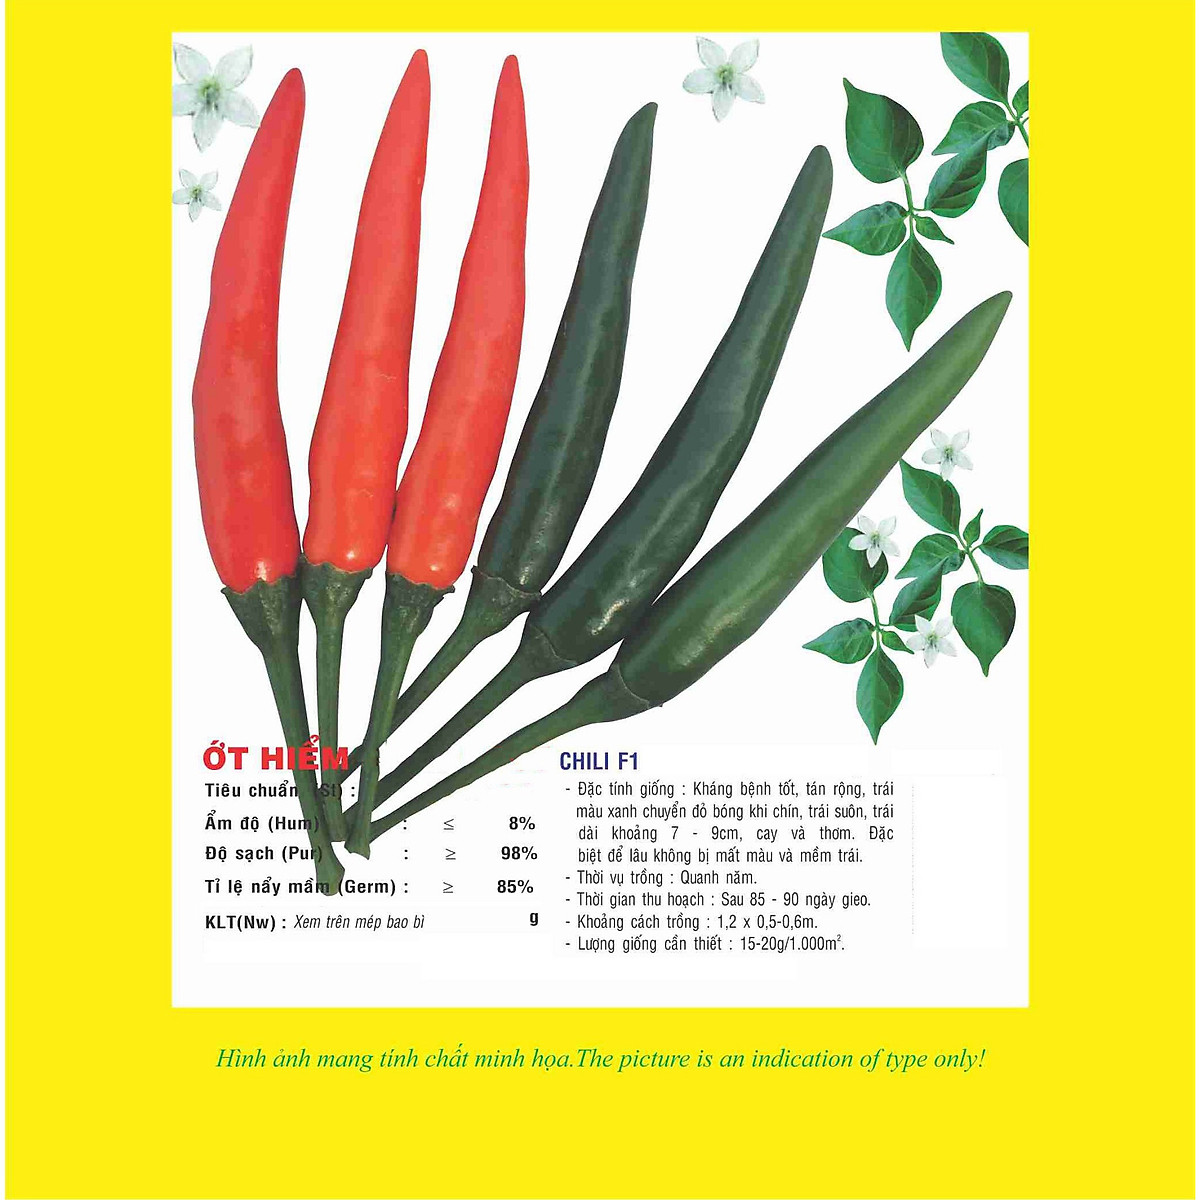 ỚT HIỂM
Tiêu chuẩn (St) :
Ẩm độ (Hum) : ≤ 8%
Độ sạch (Pur) : ≥ 98%
Tỉ lệ nẩy mầm (Germ) : ≥ 85%
KLT(Nw) : Xem trên mép bao bì g
CHILI F1
- Đặc tính giống : Kháng bệnh tốt, tán rộng, trái
màu xanh chuyển đỏ bóng khi chín, trái suôn, trái
dài khoảng 7 - 9cm, cay và thơm. Đặc
biệt để lâu không bị mất màu và mềm trái.
- Thời vụ trồng : Quanh năm.
- Thời gian thu hoạch : Sau 85 - 90 ngày gieo.
- Khoảng cách trồng : 1,2 x 0,5-0,6m.
- Lượng giống cần thiết : 15-20g/1.000m².
Hình ảnh mang tính chất minh họa.The picture is an indication of type only!